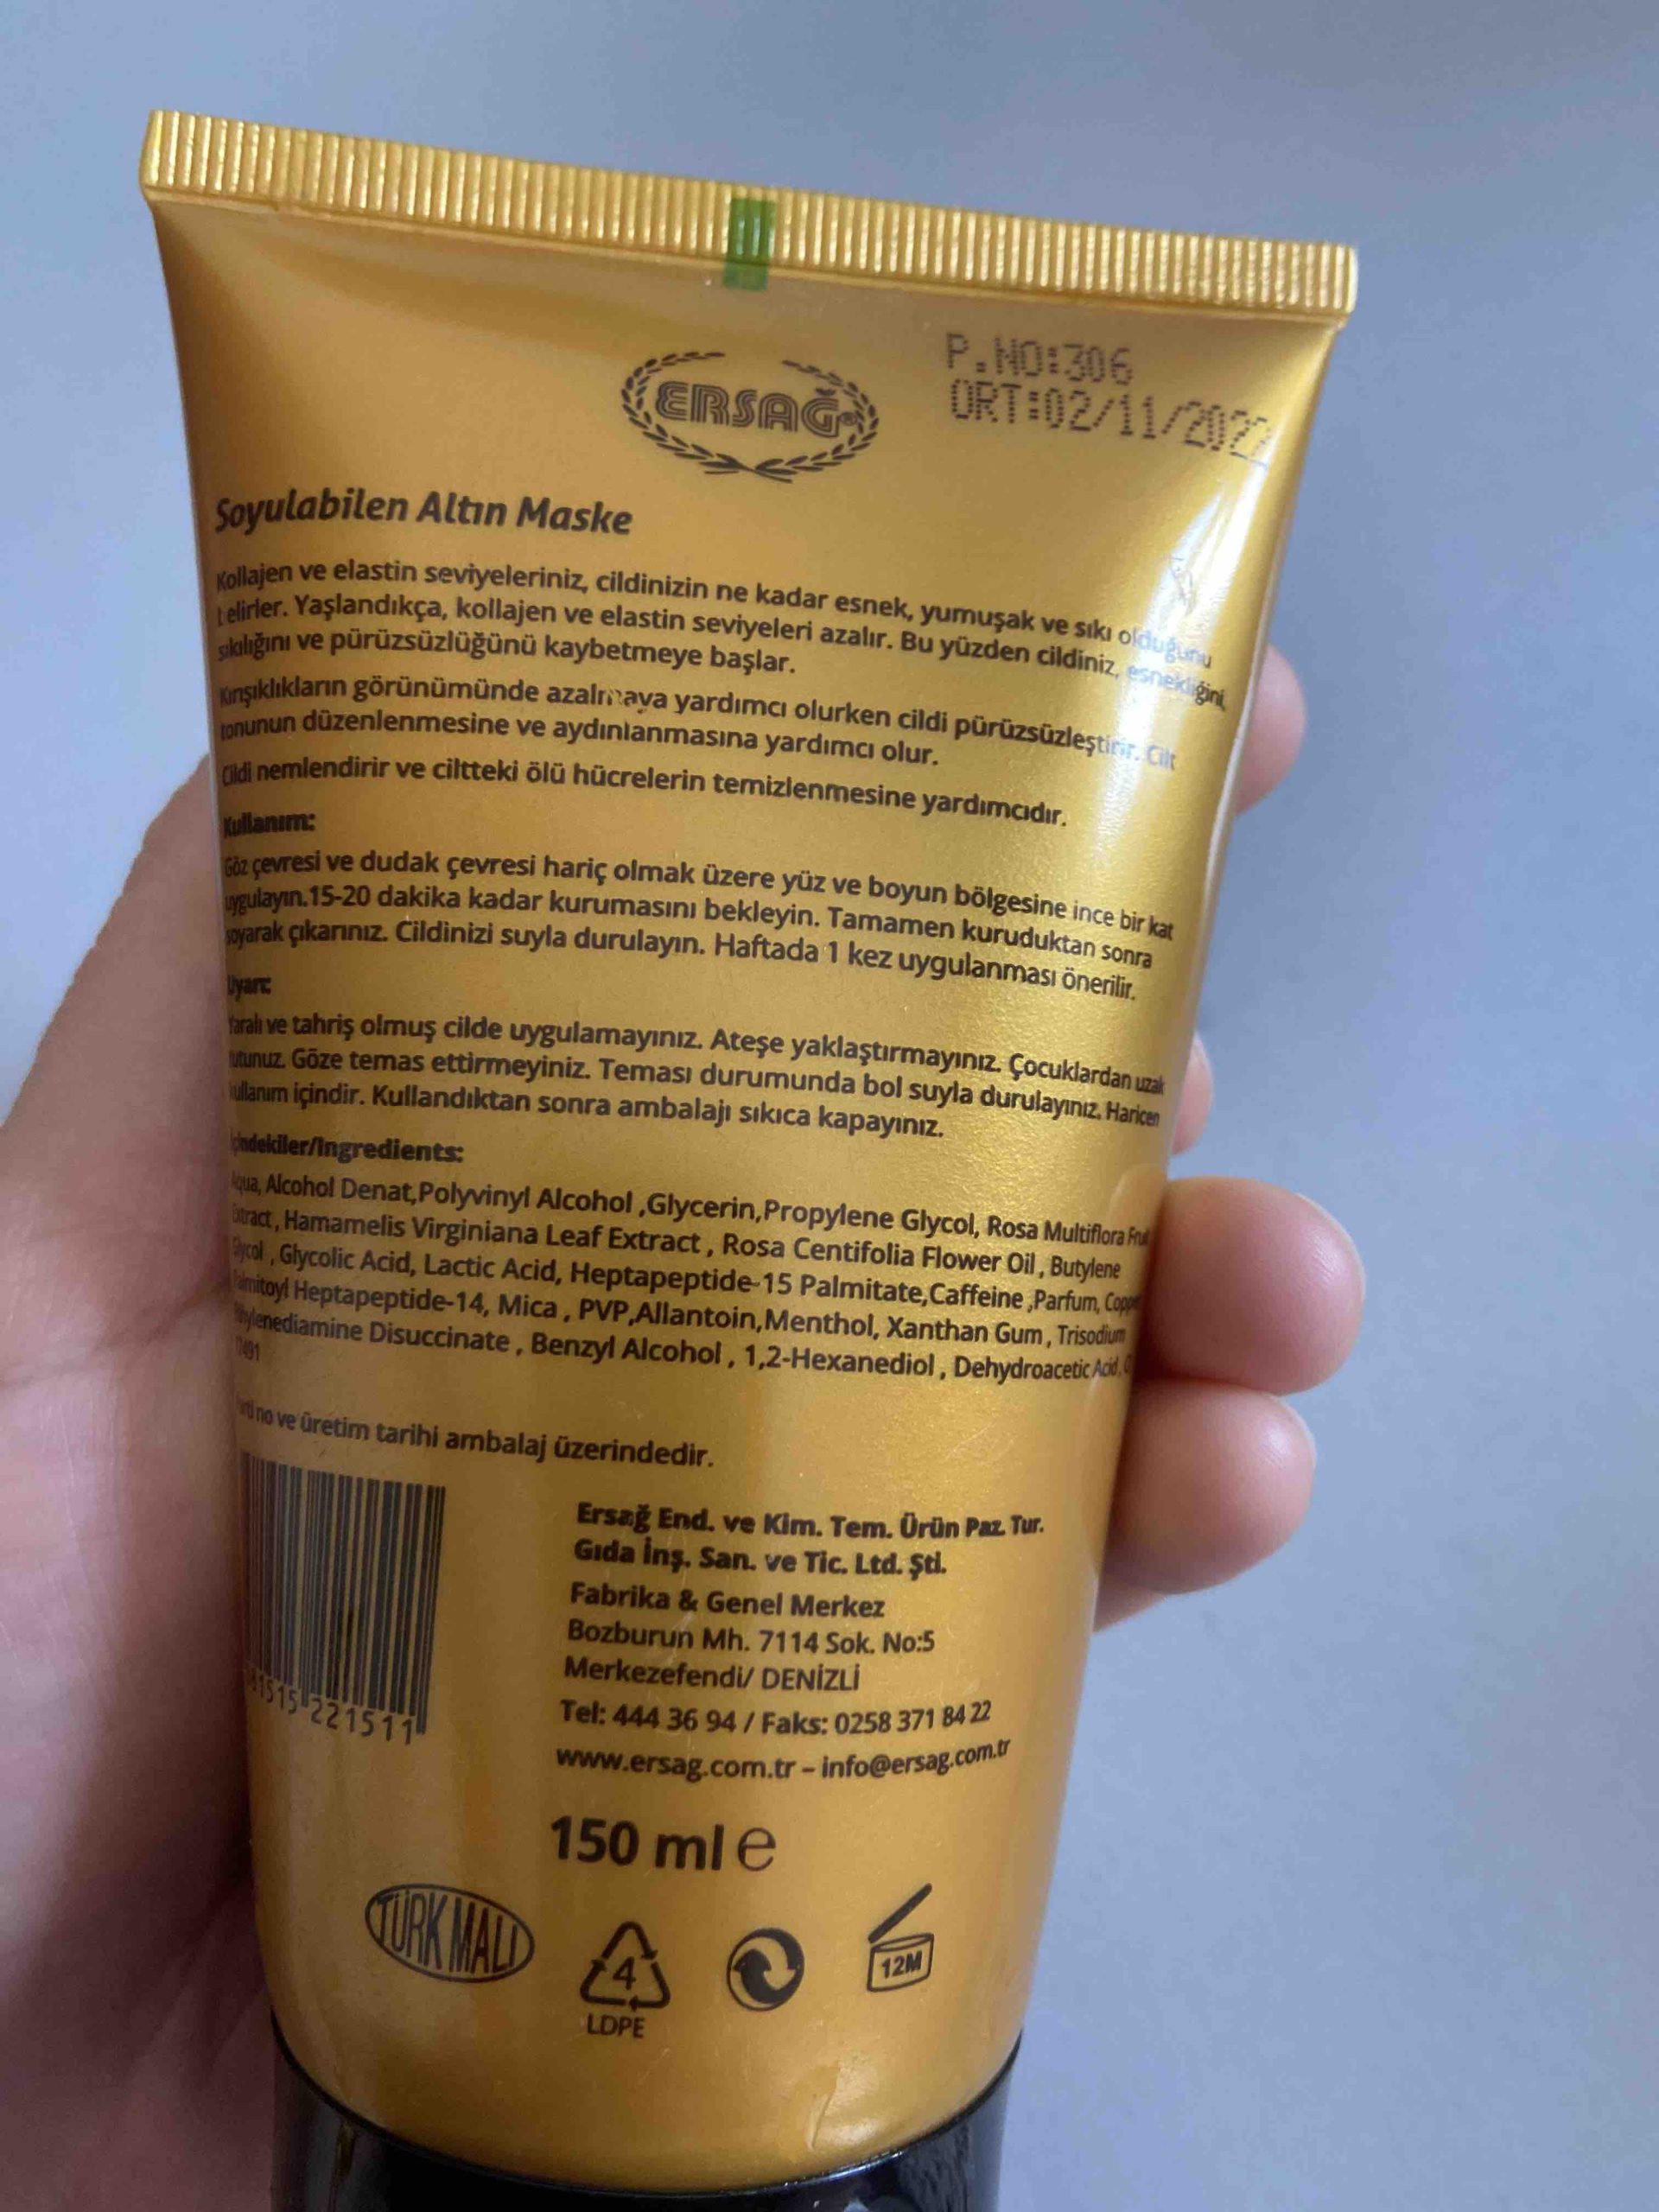 P.NO:306
ÜRT:02/11/2022
ERSAĞ
Soyulabilen Altın Maske
Kollajen ve elastin seviyeleriniz, cildinizin ne kadar esnek, yumuşak ve sıkı olduğunu
belirler. Yaşlandıkça, kollajen ve elastin seviyeleri azalır. Bu yüzden cildiniz, esnekliğini,
sıkılığını ve pürüzsüzlüğünü kaybetmeye başlar.
Kırışıklıkların görünümünde azalmaya yardımcı olurken cildi pürüzsüzleştirir. Cilt
tonunun düzenlenmesine ve aydınlanmasına yardımcı olur.
Cildi nemlendirir ve ciltteki ölü hücrelerin temizlenmesine yardımcıdır.
Kullanım:
Göz çevresi ve dudak çevresi hariç olmak üzere yüz ve boyun bölgesine ince bir kat
uygulayın.15-20 dakika kadar kurumasını bekleyin. Tamamen kuruduktan sonra
soyarak çıkarınız. Cildinizi suyla durulayın. Haftada 1 kez uygulanması önerilir.
Uyarı:
Yaralı ve tahriş olmuş cilde uygulamayınız. Ateşe yaklaştırmayınız. Çocuklardan uzak
tutunuz. Göze temas ettirmeyiniz. Teması durumunda bol suyla durulayınız. Haricen
kullanım içindir. Kullandıktan sonra ambalajı sıkıca kapayınız.
İçindekiler/Ingredients:
Aqua, Alcohol Denat,Polyvinyl Alcohol ,Glycerin,Propylene Glycol, Rosa Multiflora Fruit
Extract , Hamamelis Virginiana Leaf Extract , Rosa Centifolia Flower Oil , Butylene
Glycol , Glycolic Acid, Lactic Acid, Heptapeptide-15 Palmitate,Caffeine ,Parfum, Copper
Palmitoyl Heptapeptide-14, Mica , PVP,Allantoin,Menthol, Xanthan Gum , Trisodium
Ethylenediamine Disuccinate , Benzyl Alcohol , 1,2-Hexanediol , Dehydroacetic Acid,
Parti no ve üretim tarihi ambalaj üzerindedir.
221511
Ersağ End. ve Kim. Tem. Ürün Paz. Tur.
Gıda İnş. San. ve Tic. Ltd. Şti.
Fabrika & Genel Merkez
Bozburun Mh. 7114 Sok. No:5
Merkezefendi/ DENİZLİ
Tel: 444 36 94 / Faks: 0258 371 84 22
www.ersag.com.tr – info@ersag.com.tr
150 ml e
TÜRK MALI
4
LDPE
12M